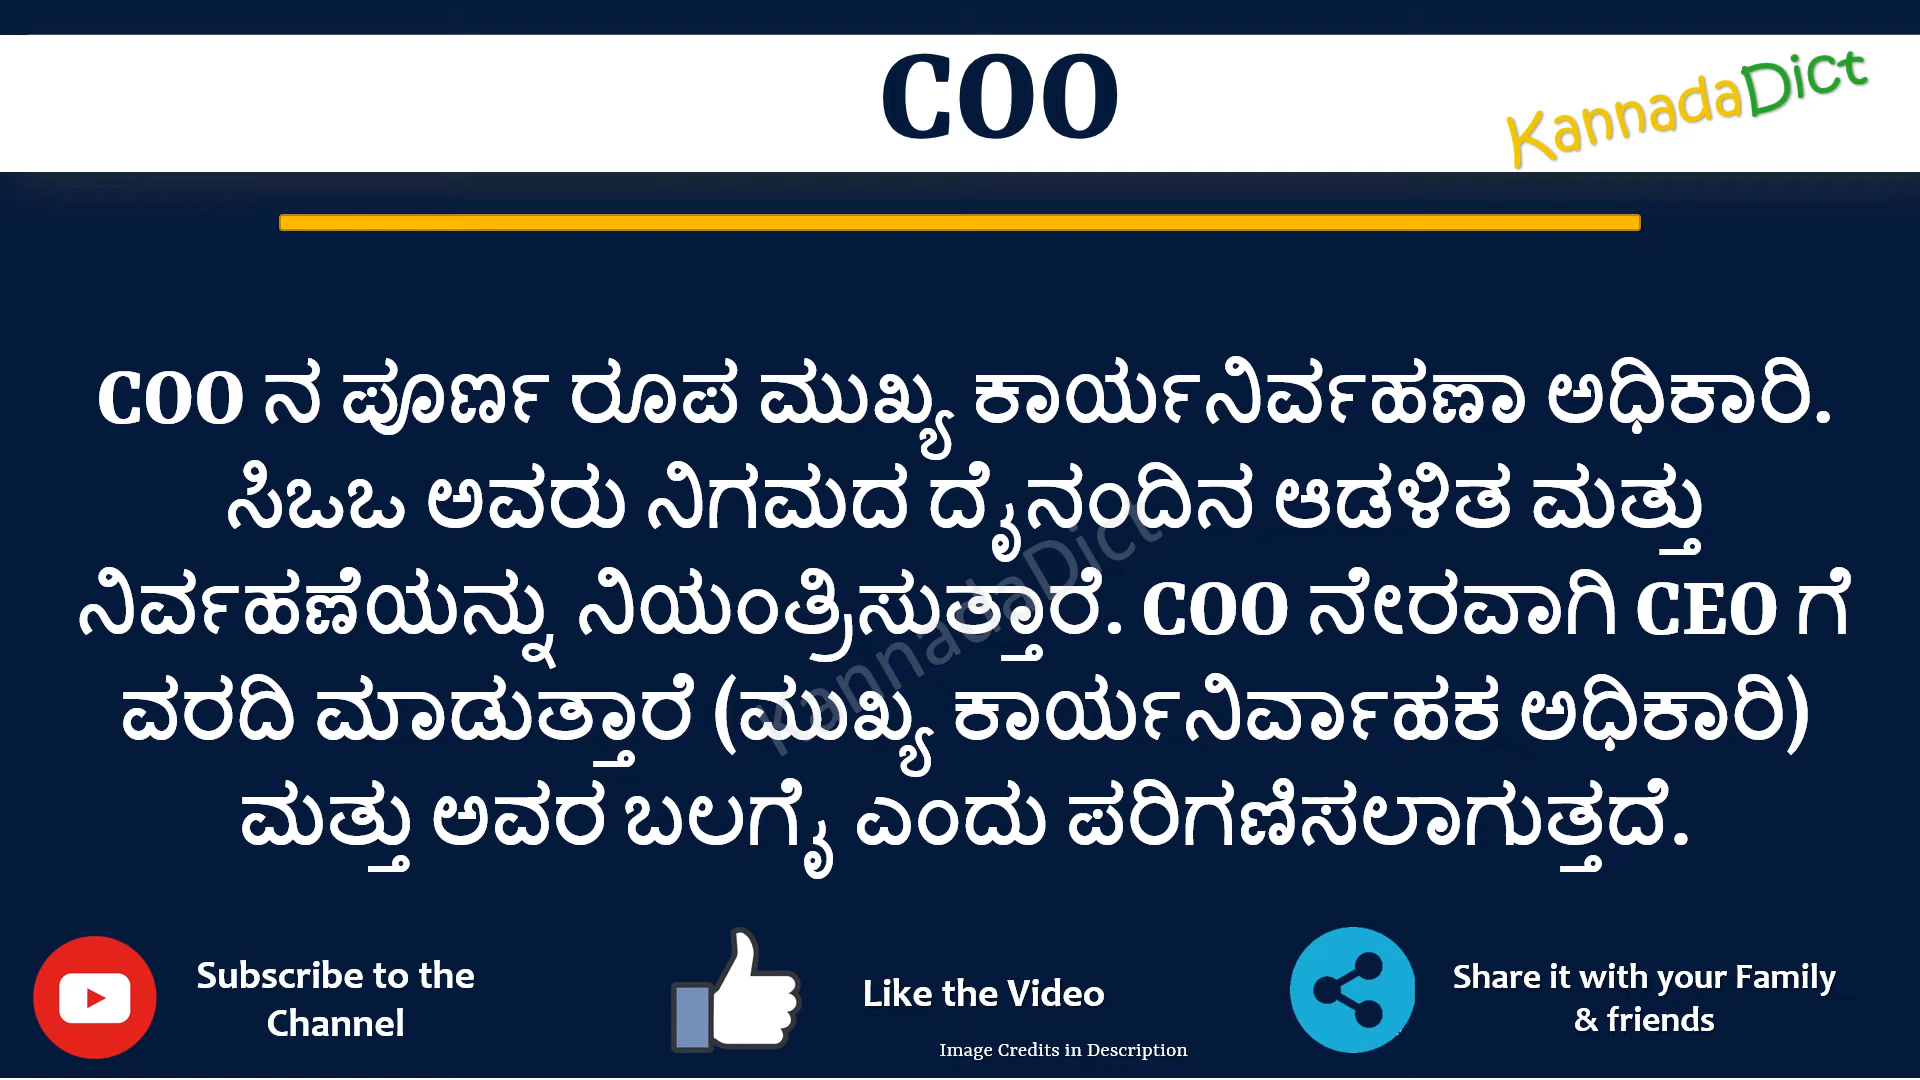 COO
KannadaDict
COO ನ ಪೂರ್ಣ ರೂಪ ಮುಖ್ಯ ಕಾರ್ಯನಿರ್ವಹಣಾ ಅಧಿಕಾರಿ.
ಸಿಒಒ ಅವರು ನಿಗಮದ ದೈನಂದಿನ ಆಡಳಿತ ಮತ್ತು
ನಿರ್ವಹಣೆಯನ್ನು ನಿಯಂತ್ರಿಸುತ್ತಾರೆ. COO ನೇರವಾಗಿ CEO ಗೆ
ವರದಿ ಮಾಡುತ್ತಾರೆ (ಮುಖ್ಯ ಕಾರ್ಯನಿರ್ವಾಹಕ ಅಧಿಕಾರಿ)
ಮತ್ತು ಅವರ ಬಲಗೈ ಎಂದು ಪರಿಗಣಿಸಲಾಗುತ್ತದೆ.
KannadaDict
Subscribe to the
Channel
Like the Video
Share it with your Family
& friends
Image Credits in Description